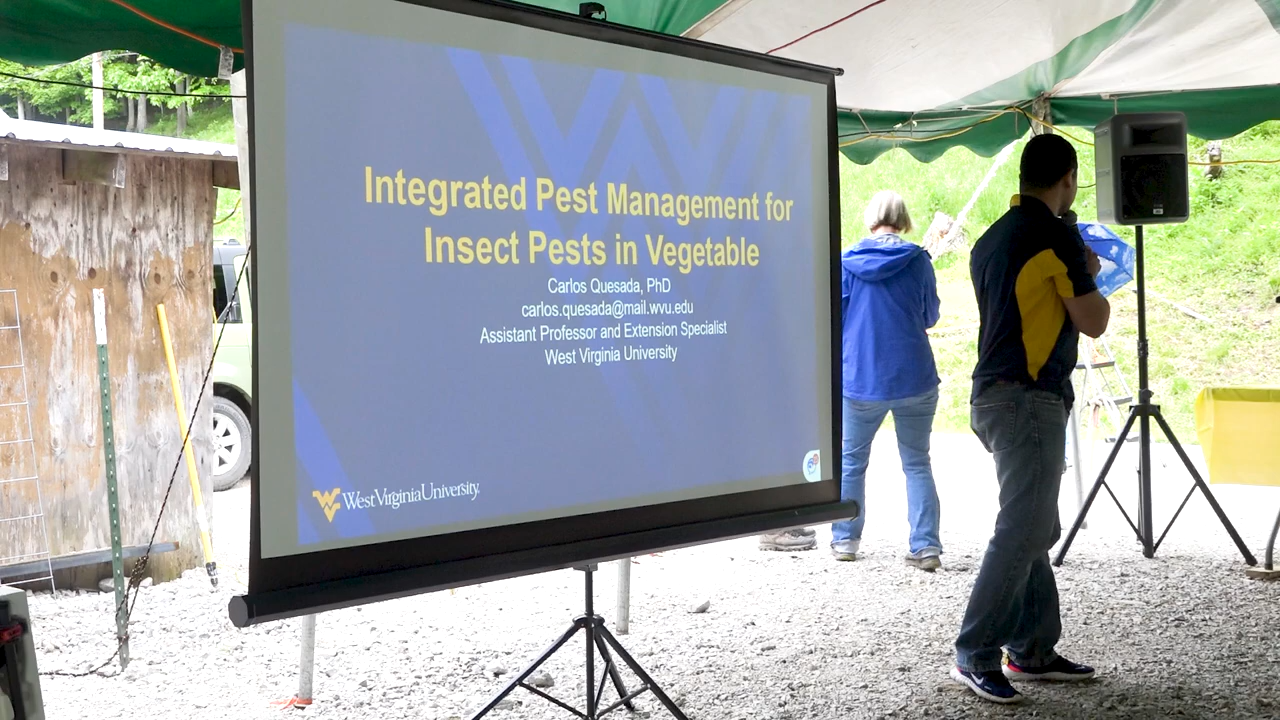 Integrated Pest Management for
Insect Pests in Vegetable
Carlos Quesada, PhD
carlos.quesada@mail.wvu.edu
Assistant Professor and Extension Specialist
West Virginia University
WestVirginiaUniversity.